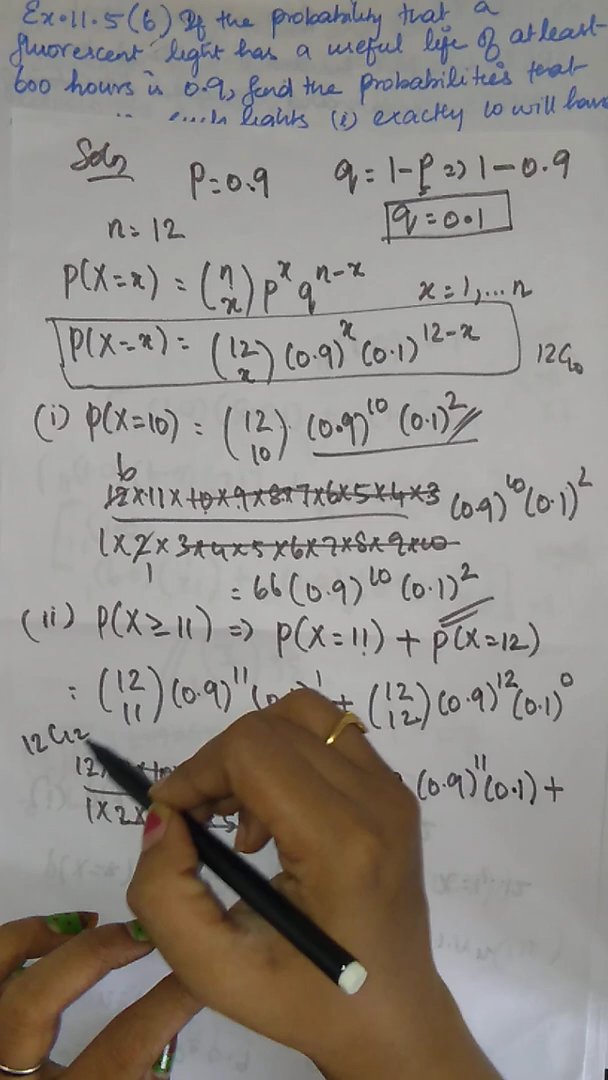 Ex.11.5(6) If the probability that a
fluorescent light has a useful life of atleast
600 hours is 0.9, find the probabilities that
lights (i) exactly 10 will have
Soln P=0.9 q = 1-P => 1-0.9
n=12 q=0.1
P(X=x) = (n x) p^x q^(n-x) x=1,...n
P(X=x) = (12 x) (0.9)^x (0.1)^(12-x) 12C10
(i) P(X=10) = (12 10) (0.9)^10 (0.1)^2
6
12×11×10×9×8×7×6×5×4×3 (0.9)^10 (0.1)^2
1×2×3×4×5×6×7×8×9×10
1
= 66 (0.9)^10 (0.1)^2
(ii) P(X≥11) => P(X=11) + P(X=12)
= (12 11) (0.9)^11 + (12 12) (0.9)^12 (0.1)^0
12C12
(0.9)^11 (0.1) +
1×2×